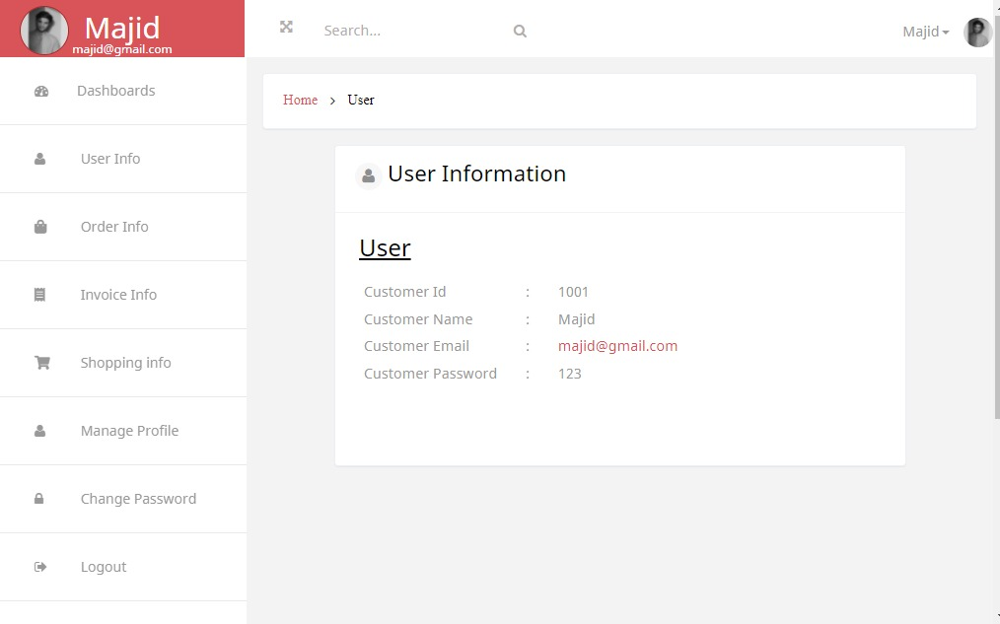 Majid
majid@gmail.com
Search...
Majid
Dashboards
User Info
Order Info
Invoice Info
Shopping info
Manage Profile
Change Password
Logout
Home > User
User Information
User
Customer Id : 1001
Customer Name : Majid
Customer Email : majid@gmail.com
Customer Password : 123